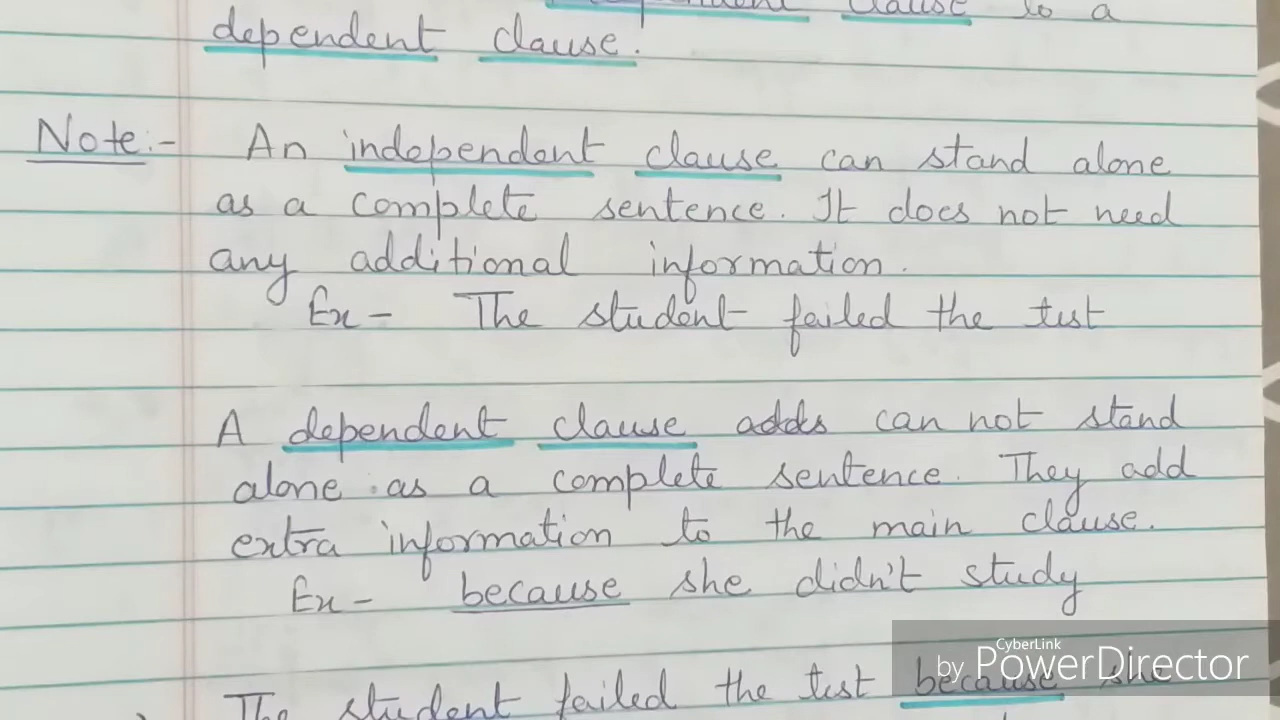 clause to a
dependent clause.
Note:- An independent clause can stand alone
as a complete sentence. It does not need
any additional information.
Ex - The student failed the test
A dependent clause adds can not stand
alone as a complete sentence. They add
extra information to the main clause.
Ex - because she didn't study
CyberLink
by PowerDirector
The student failed the test because she